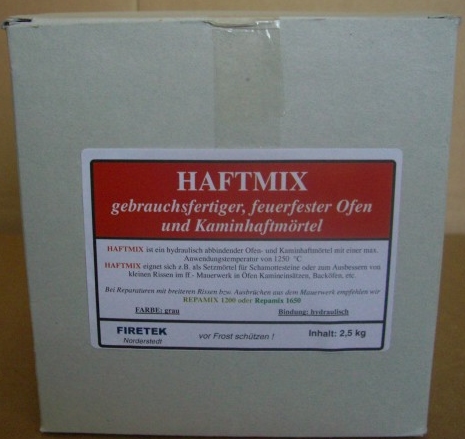 HAFTMIX
gebrauchsfertiger, feuerfester Ofen
und Kaminhaftmörtel
HAFTMIX ist ein hydraulisch abbindender Ofen- und Kaminhaftmörtel mit einer max.
Anwendungstemperatur von 1250 °C
HAFTMIX eignet sich z.B. als Setzmörtel für Schamottesteine oder zum Ausbessern von
kleinen Rissen im ff.- Mauerwerk in Öfen Kamineinsätzen, Backöfen, etc.
Bei Reparaturen mit breiteren Rissen bzw. Ausbrüchen aus dem Mauerwerk empfehlen wir
REPAMIX 1200 oder Repamix 1650
FARBE: grau Bindung: hydraulisch
FIRETEK
Norderstedt
vor Frost schützen !
Inhalt: 2,5 kg